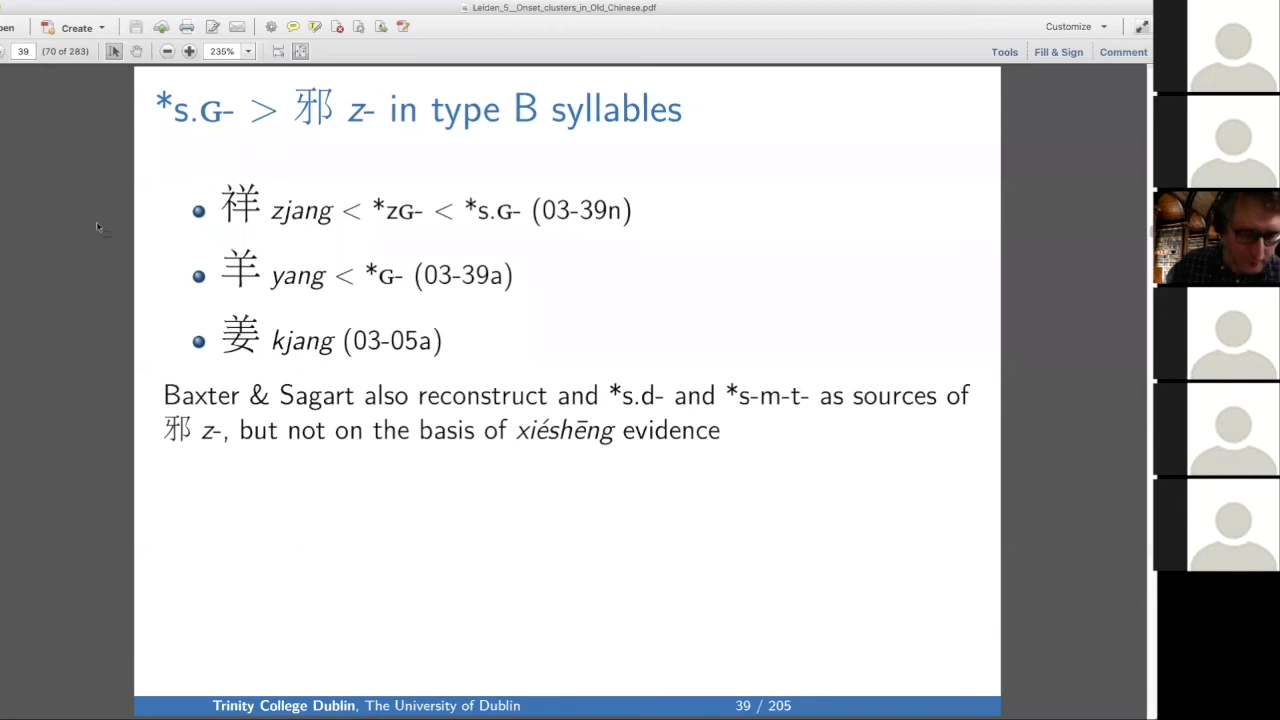 Leiden_5__Onset_clusters_in_Old_Chinese.pdf
pen Create Customize
39 (70 of 283) 235% Tools Fill & Sign Comment
*s.ɢ- > 邪 z- in type B syllables
祥 zjang < *zɢ- < *s.ɢ- (03-39n)
羊 yang < *ɢ- (03-39a)
姜 kjang (03-05a)
Baxter & Sagart also reconstruct and *s.d- and *s-m-t- as sources of
邪 z-, but not on the basis of xiéshēng evidence
Trinity College Dublin, The University of Dublin 39 / 205